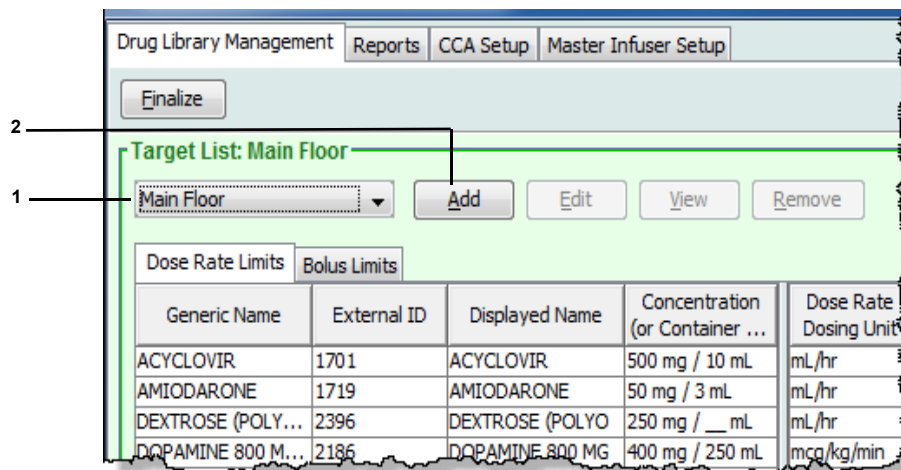 Drug Library Management Reports CCA Setup Master Infuser Setup
Finalize
2
Target List: Main Floor
1
Main Floor Add Edit View Remove
Dose Rate Limits Bolus Limits
Generic Name External ID Displayed Name Concentration (or Container ... Dose Rate Dosing Unit
ACYCLOVIR 1701 ACYCLOVIR 500 mg / 10 mL mL/hr
AMIODARONE 1719 AMIODARONE 50 mg / 3 mL mL/hr
DEXTROSE (POLY... 2396 DEXTROSE (POLYO 250 mg / __ mL mL/hr
DOPAMINE 800 M... 2186 DOPAMINE 800 MG 400 mg / 250 mL mcg/kg/min